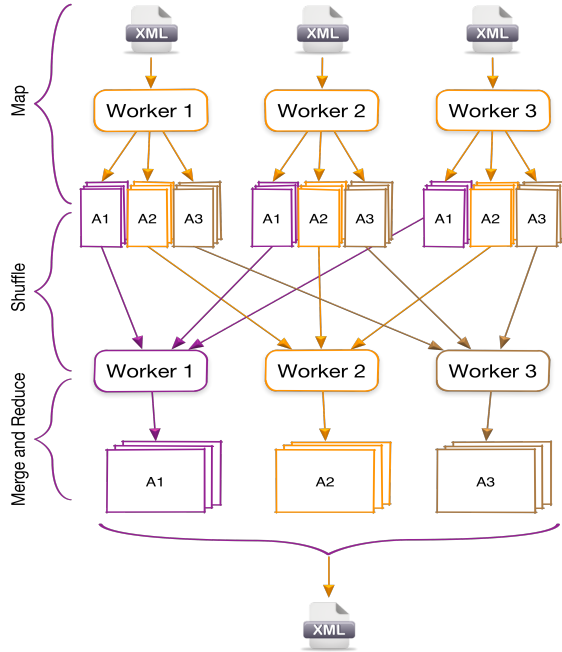 XML XML XML
Map
Worker 1 Worker 2 Worker 3
A1 A2 A3 A1 A2 A3 A1 A2 A3
Shuffle
Worker 1 Worker 2 Worker 3
Merge and Reduce
A1 A2 A3
XML